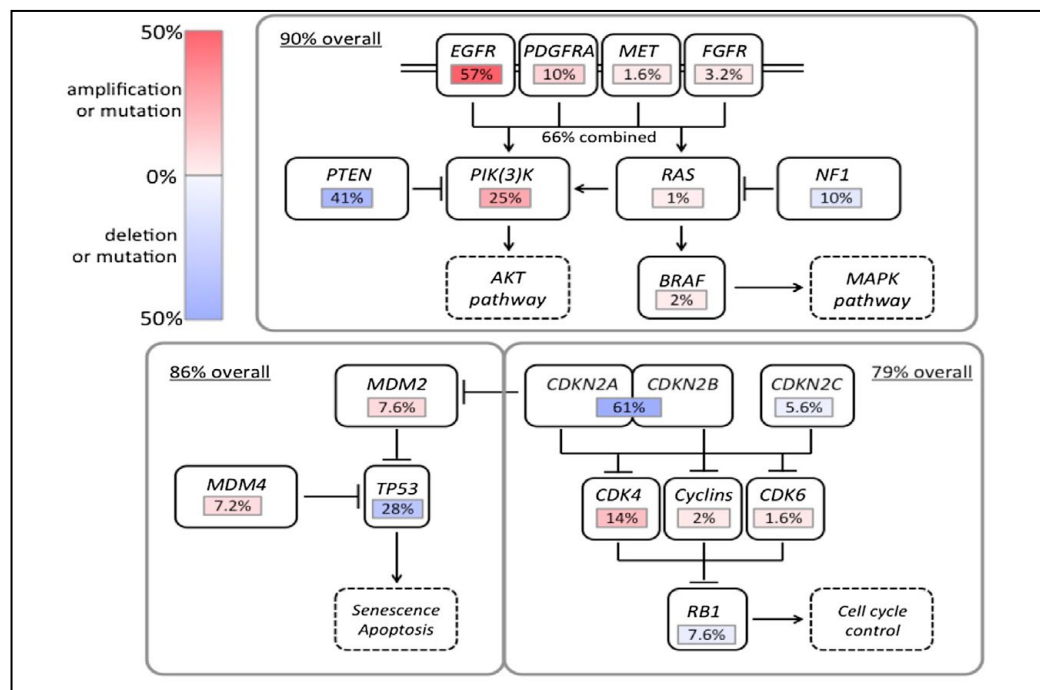 50%
amplification
or mutation
0%
deletion
or mutation
50%
90% overall
EGFR PDGFRA MET FGFR
57% 10% 1.6% 3.2%
66% combined
PTEN PIK(3)K RAS NF1
41% 25% 1% 10%
AKT
pathway
BRAF
2%
MAPK
pathway
86% overall
MDM2
7.6%
MDM4
7.2%
TP53
28%
Senescence
Apoptosis
79% overall
CDKN2A CDKN2B CDKN2C
61% 5.6%
CDK4 Cyclins CDK6
14% 2% 1.6%
RB1
7.6%
Cell cycle
control